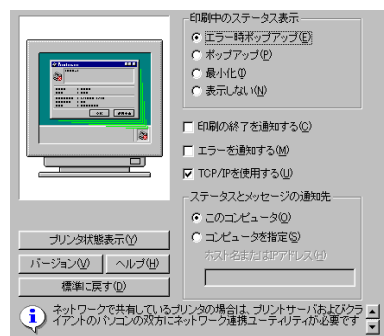 印刷中のステータス表示
エラー時ポップアップ(E)
ポップアップ(P)
最小化(I)
表示しない(N)
印刷の終了を通知する(C)
エラーを通知する(M)
TCP/IPを使用する(U)
ステータスとメッセージの通知先
このコンピュータ(O)
コンピュータを指定(S)
ホスト名またはIPアドレス(H)
プリンタ状態表示(Y)
バージョン(V)
ヘルプ(H)
標準に戻す(D)
ネットワークで共有しているプリンタの場合は、プリントサーバおよびクラ
イアントのパソコンの双方にネットワーク連携ユーティリティが必要です